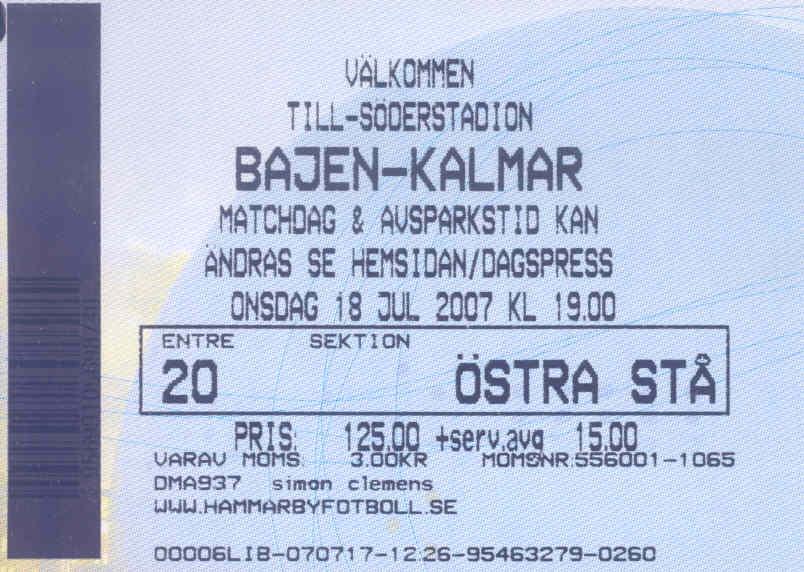 VÄLKOMMEN
TILL-SÖDERSTADION
BAJEN-KALMAR
MATCHDAG & AVSPARKSTID KAN
ÄNDRAS SE HEMSIDAN/DAGSPRESS
ONSDAG 18 JUL 2007 KL 19.00
ENTRE SEKTION
20 ÖSTRA STÅ
PRIS: 125.00 +serv.avg 15.00
VARAV MOMS: 3.00KR MOMSNR:556001-1065
DMA937 simon clemens
WWW.HAMMARBYFOTBOLL.SE
00006LIB-070717-12:26-95463279-0260